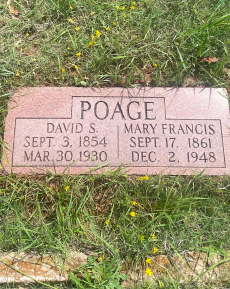 POAGE
DAVID S.
SEPT. 3, 1854
MAR. 30, 1930
MARY FRANCIS
SEPT. 17, 1861
DEC. 2, 1948